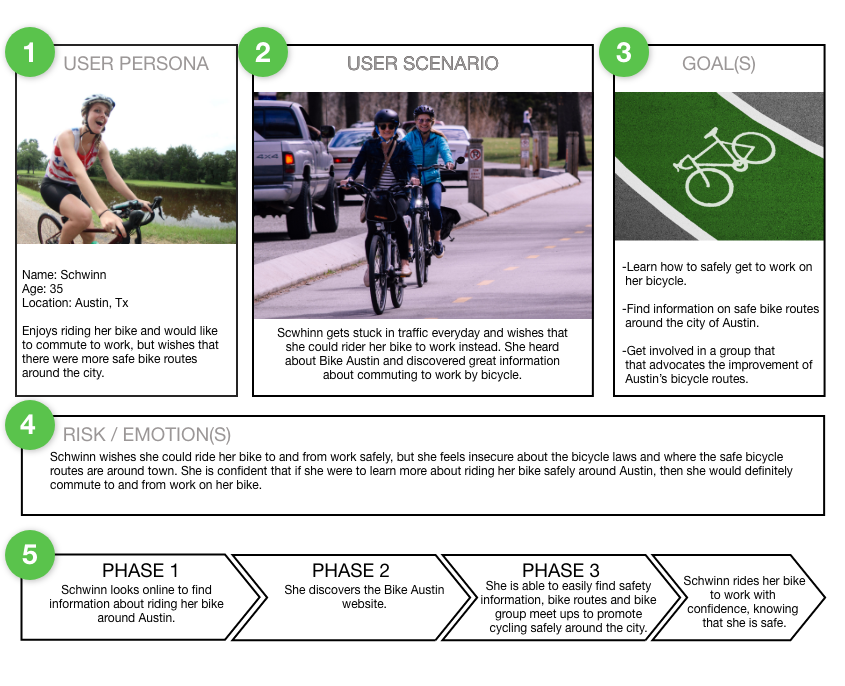 1
USER PERSONA
Name: Schwinn
Age: 35
Location: Austin, Tx
Enjoys riding her bike and would like
to commute to work, but wishes that
there were more safe bike routes
around the city.
2
USER SCENARIO
4X4
Scwhinn gets stuck in traffic everyday and wishes that
she could rider her bike to work instead. She heard
about Bike Austin and discovered great information
about commuting to work by bicycle.
3
GOAL(S)
-Learn how to safely get to work on
her bicycle.
-Find information on safe bike routes
around the city of Austin.
-Get involved in a group that
that advocates the improvement of
Austin's bicycle routes.
4
RISK / EMOTION(S)
Schwinn wishes she could ride her bike to and from work safely, but she feels insecure about the bicycle laws and where the safe bicycle
routes are around town. She is confident that if she were to learn more about riding her bike safely around Austin, then she would definitely
commute to and from work on her bike.
5
PHASE 1
Schwinn looks online to find
information about riding her bike
around Austin.
PHASE 2
She discovers the Bike Austin
website.
PHASE 3
She is able to easily find safety
information, bike routes and bike
group meet ups to promote
cycling safely around the city.
Schwinn rides her bike
to work with
confidence, knowing
that she is safe.